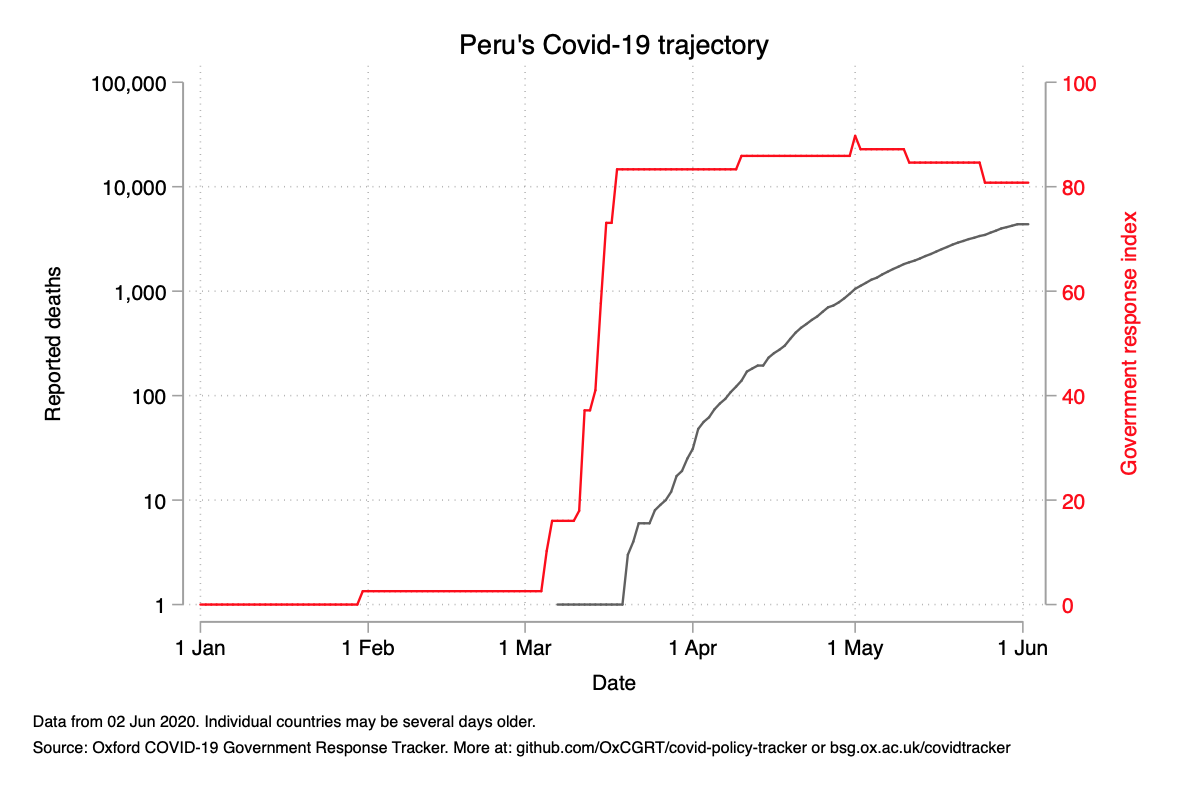 Peru's Covid-19 trajectory
100,000
10,000
1,000
100
10
1
Reported deaths
100
80
60
40
20
0
Government response index
1 Jan
1 Feb
1 Mar
1 Apr
1 May
1 Jun
Date
Data from 02 Jun 2020. Individual countries may be several days older.
Source: Oxford COVID-19 Government Response Tracker. More at: github.com/OxCGRT/covid-policy-tracker or bsg.ox.ac.uk/covidtracker